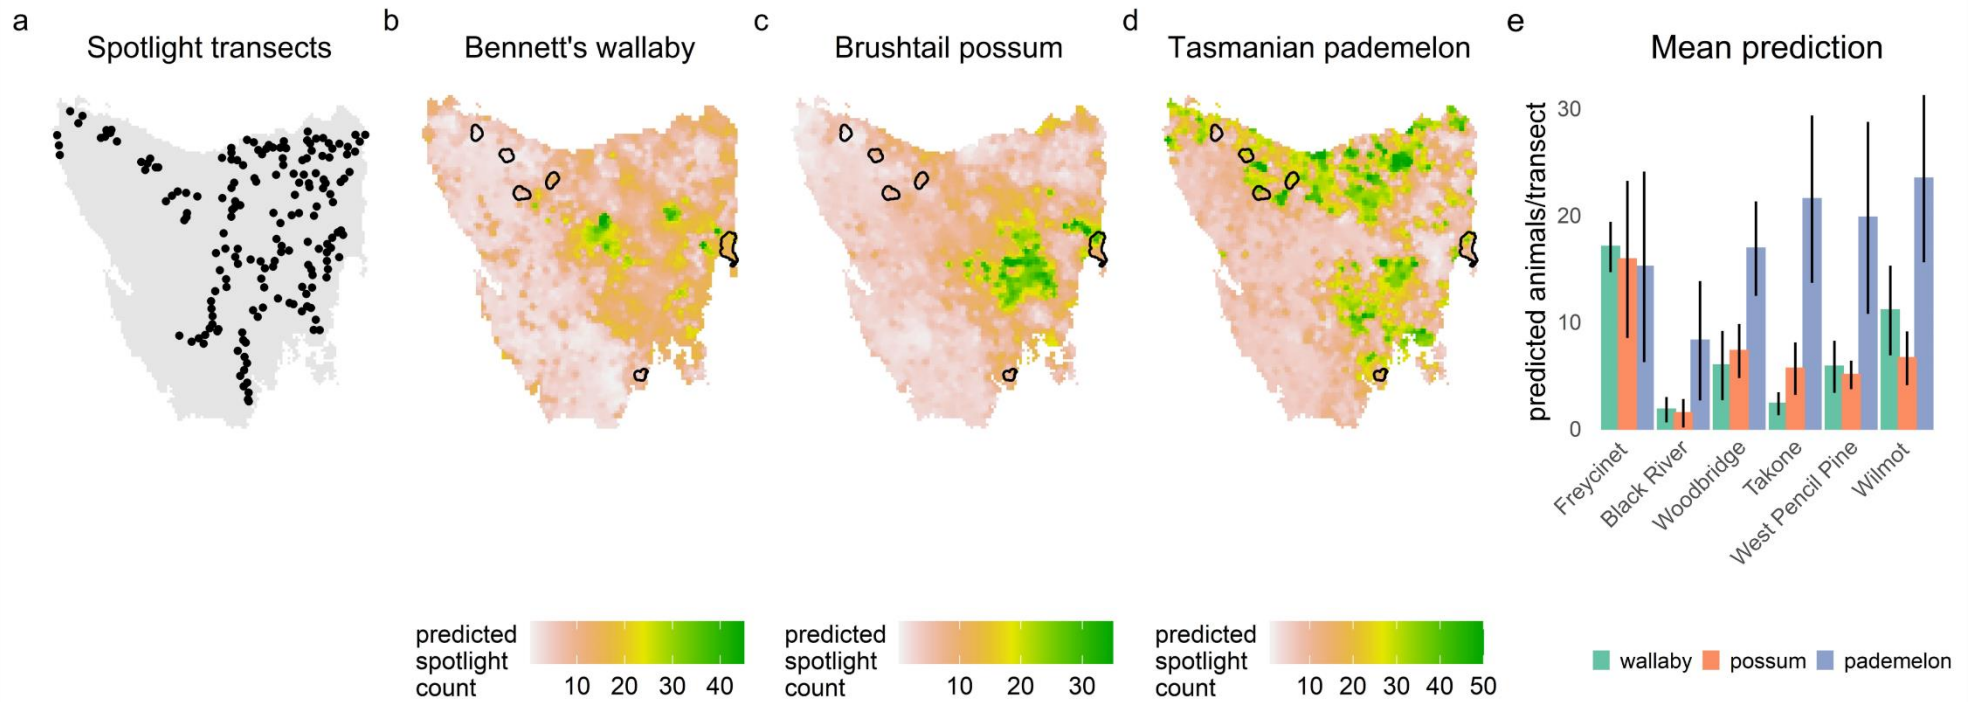 a
Spotlight transects
b
Bennett's wallaby
c
Brushtail possum
d
Tasmanian pademelon
e
Mean prediction
predicted
spotlight
count
10 20 30 40
predicted
spotlight
count
10 20 30
predicted
spotlight
count
10 20 30 40 50
predicted animals/transect
30
20
10
0
Freycinet
Black River
Woodbridge
Takone
West Pencil Pine
Wilmot
wallaby possum pademelon